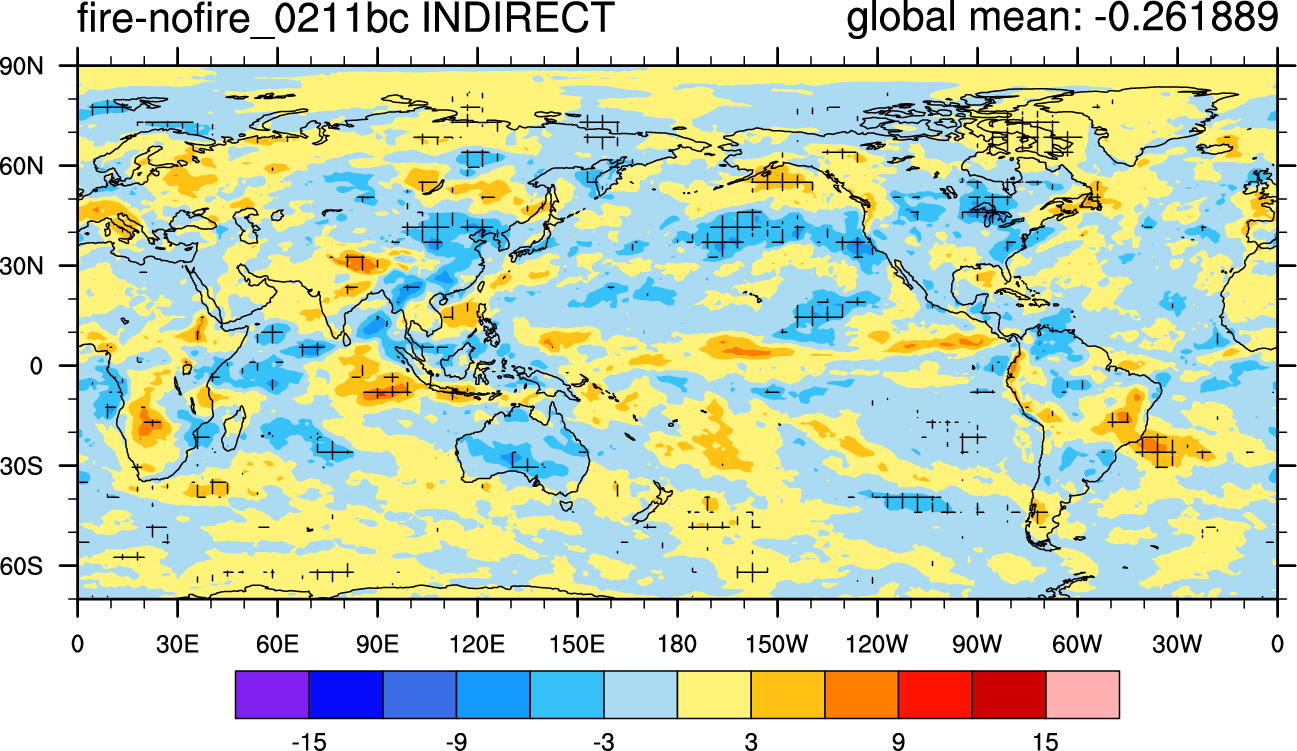 fire-nofire_0211bc INDIRECT global mean: -0.261889
90N
60N
30N
0
30S
60S
0 30E 60E 90E 120E 150E 180 150W 120W 90W 60W 30W 0
-15 -9 -3 3 9 15